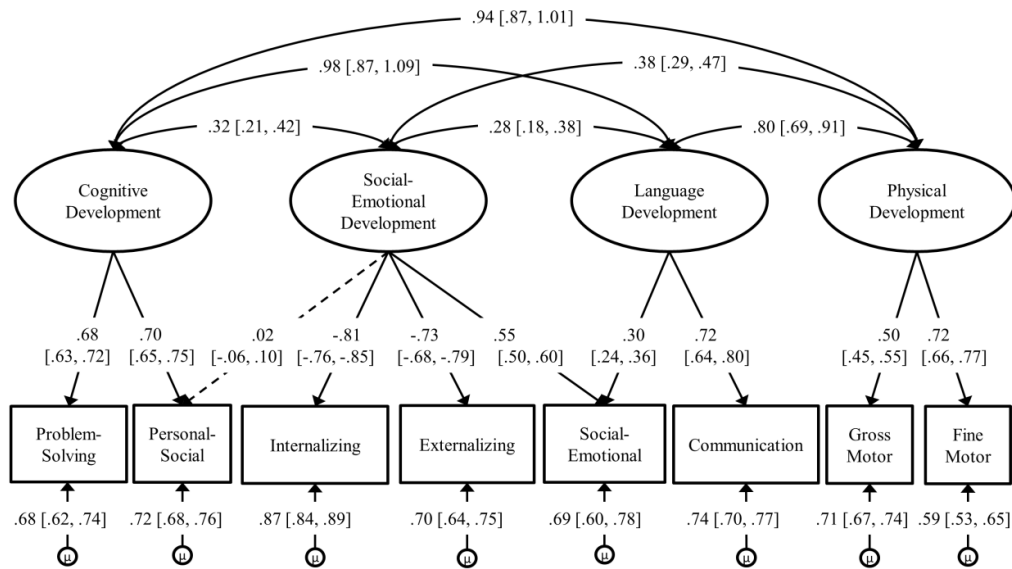 .94 [.87, 1.01]
.98 [.87, 1.09]
.38 [.29, .47]
.32 [.21, .42]
.28 [.18, .38]
.80 [.69, .91]
Cognitive
Development
Social-
Emotional
Development
Language
Development
Physical
Development
.68
[.63, .72]
.70
[.65, .75]
.02
[-.06, .10]
-.81
[-.76, -.85]
-.73
[-.68, -.79]
.55
[.50, .60]
.30
[.24, .36]
.72
[.64, .80]
.50
[.45, .55]
.72
[.66, .77]
Problem-
Solving
Personal-
Social
Internalizing
Externalizing
Social-
Emotional
Communication
Gross
Motor
Fine
Motor
.68 [.62, .74]
.72 [.68, .76]
.87 [.84, .89]
.70 [.64, .75]
.69 [.60, .78]
.74 [.70, .77]
.71 [.67, .74]
.59 [.53, .65]
μ
μ
μ
μ
μ
μ
μ
μ